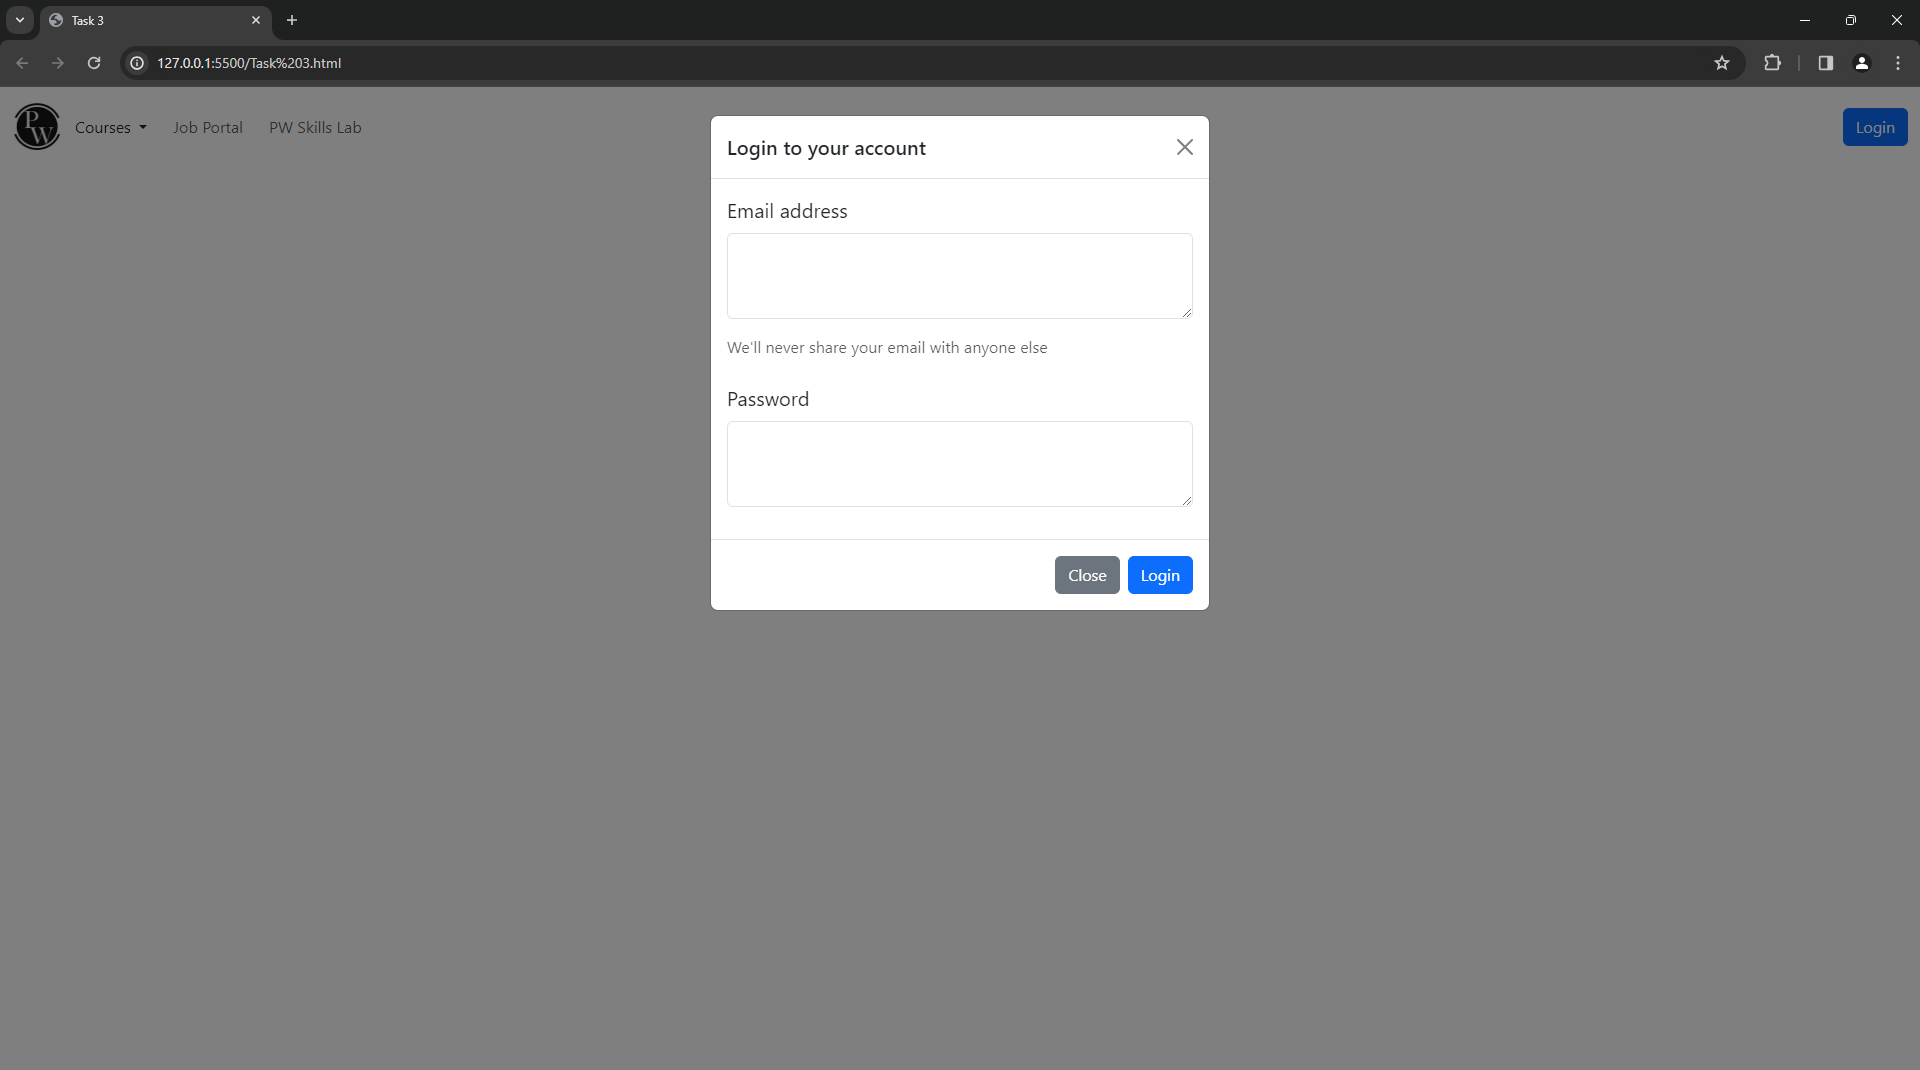 Task 3
127.0.0.1:5500/Task%203.html
PW
Courses
Job Portal
PW Skills Lab
Login
Login to your account
Email address
We'll never share your email with anyone else
Password
Close
Login